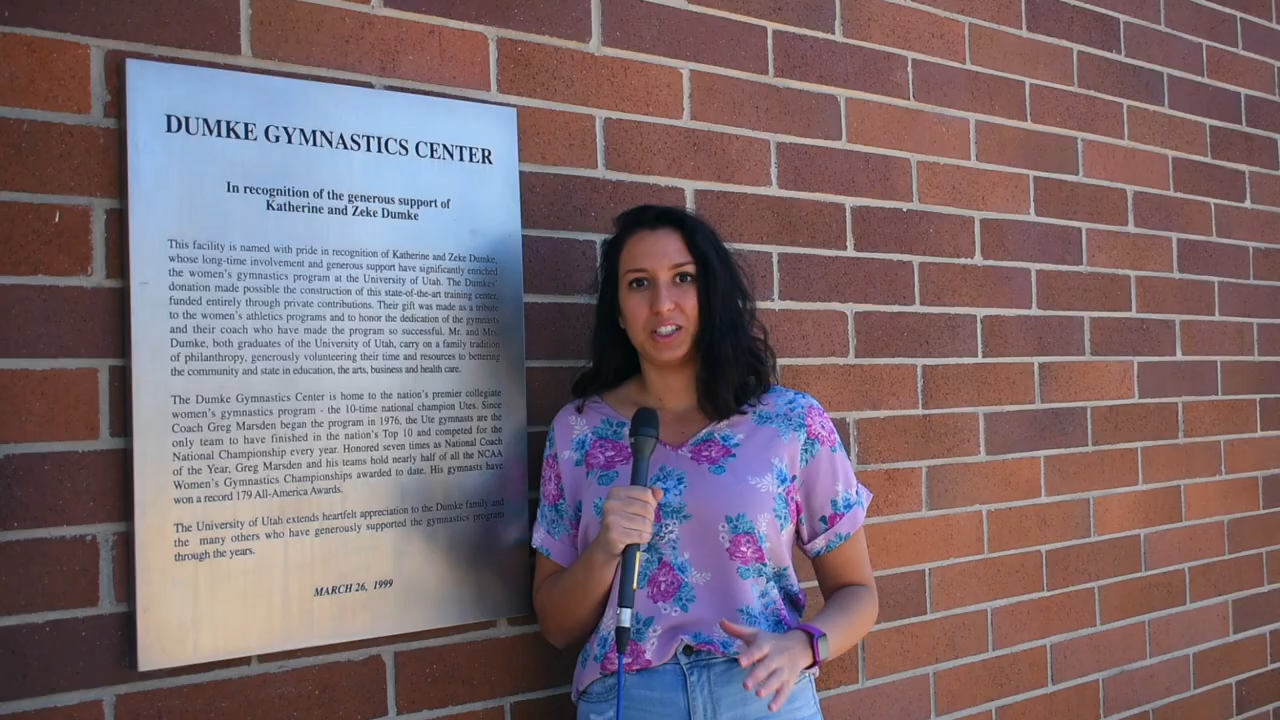 DUMKE GYMNASTICS CENTER
In recognition of the generous support of
Katherine and Zeke Dumke
This facility is named with pride in recognition of Katherine and Zeke Dumke,
whose long-time involvement and generous support have significantly enriched
the women's gymnastics program at the University of Utah. The Dumkes'
donation made possible the construction of this state-of-the-art training center,
funded entirely through private contributions. Their gift was made as a tribute
to the women's athletics programs and to honor the dedication of the gymnasts
and their coach who have made the program so successful. Mr. and Mrs.
Dumke, both graduates of the University of Utah, carry on a family tradition
of philanthropy, generously volunteering their time and resources to bettering
the community and state in education, the arts, business and health care.
The Dumke Gymnastics Center is home to the nation's premier collegiate
women's gymnastics program - the 10-time national champion Utes. Since
Coach Greg Marsden began the program in 1976, the Ute gymnasts are the
only team to have finished in the nation's Top 10 and competed for the
National Championship every year. Honored seven times as National Coach
of the Year, Greg Marsden and his teams hold nearly half of all the NCAA
Women's Gymnastics Championships awarded to date. His gymnasts have
won a record 179 All-America Awards.
The University of Utah extends heartfelt appreciation to the Dumke family and
the many others who have generously supported the gymnastics program
through the years.
MARCH 26, 1999